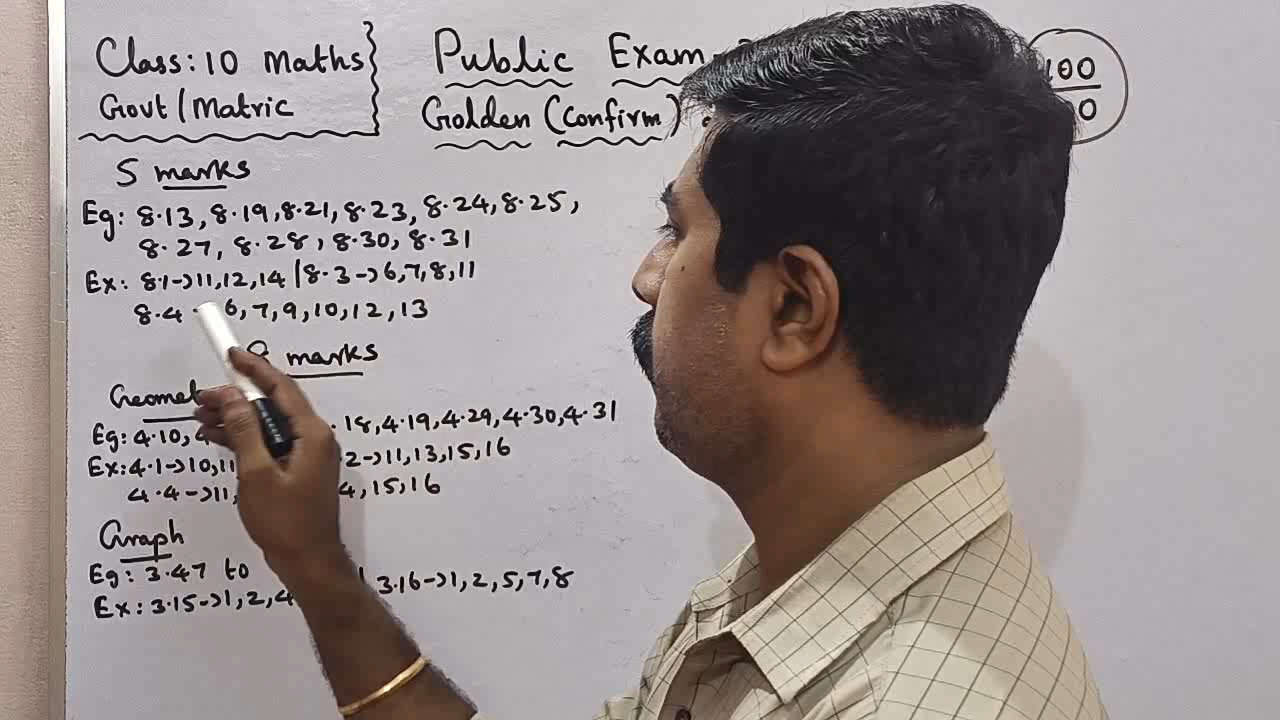 Class: 10 Maths
Govt/Matric
Public Exam
Golden (Confirm)
100
5 marks
Eg: 8.13, 8.19, 8.21, 8.23, 8.24, 8.25,
8.27, 8.28, 8.30, 8.31
Ex: 8.1->11,12,14 | 8.3->6,7,8,11
8.4 6,7,9,10,12,13
marks
Eg: 4.10, 18, 4.19, 4.29, 4.30, 4.31
Ex: 4.1->10, 11 2->11,13,15,16
4.4->11, 4,15,16
Graph
Eg: 3.47 to
Ex: 3.15->1,2,4 3.16->1,2,5,7,8